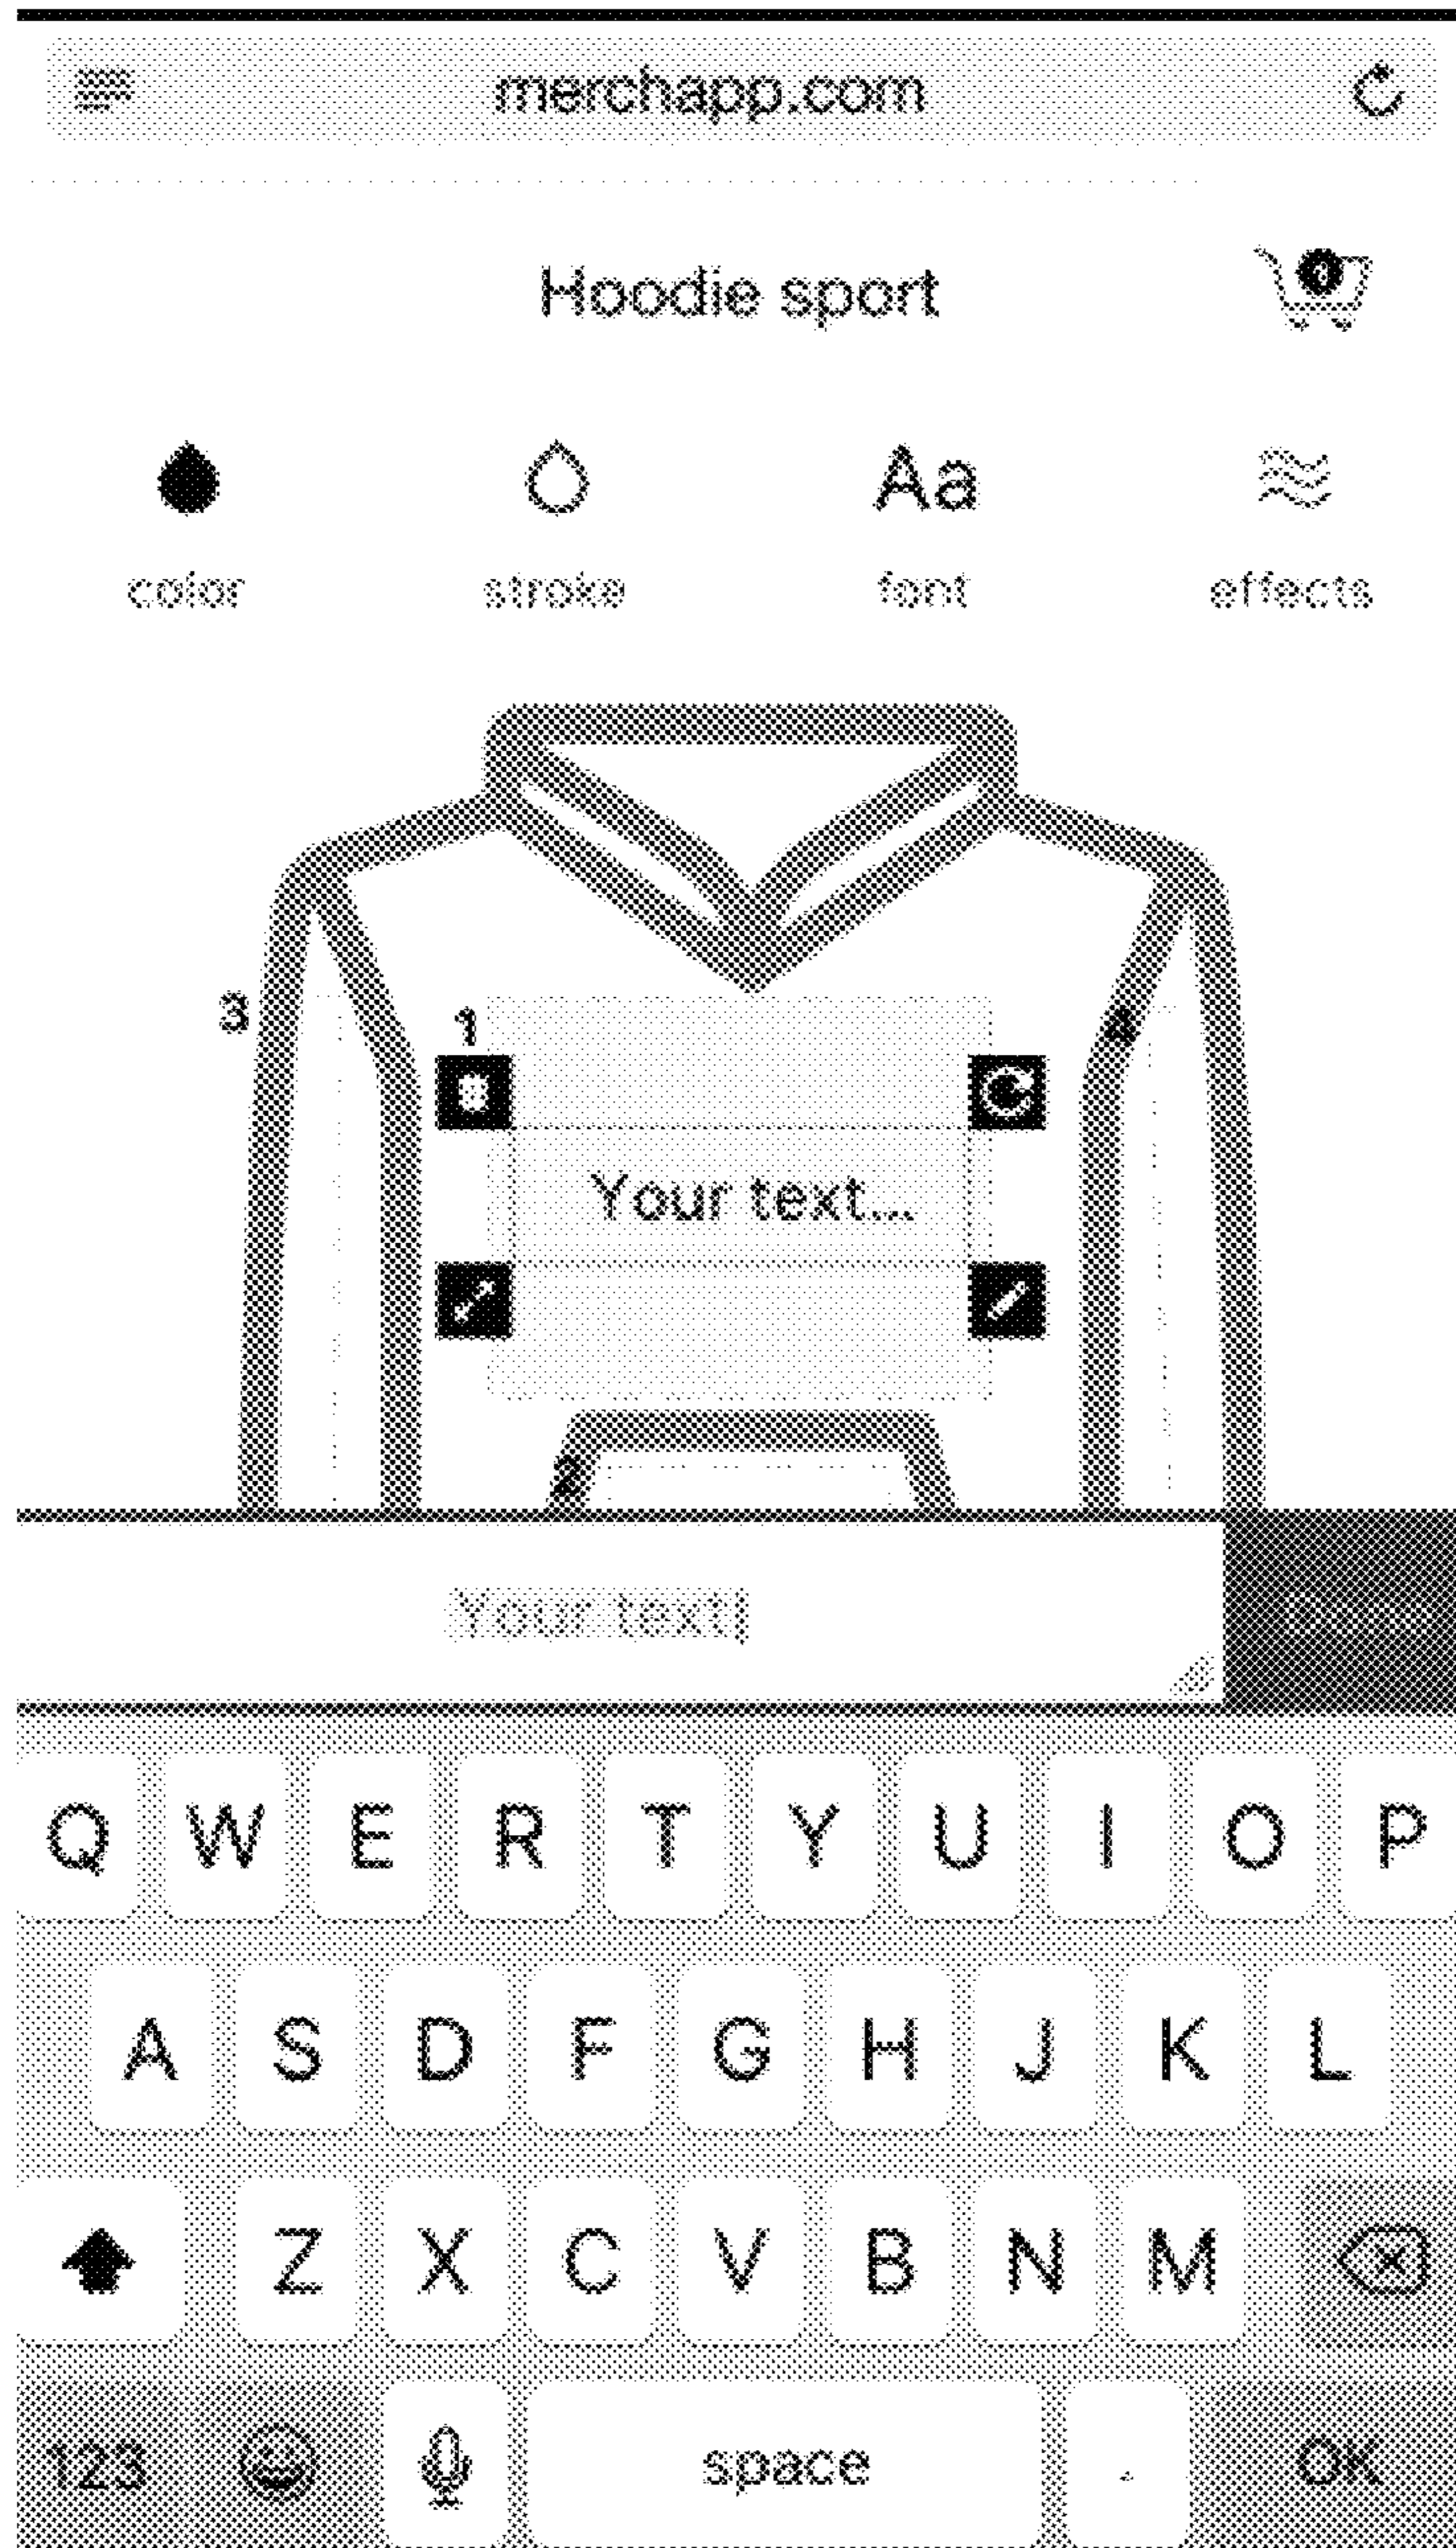 merchapp.com
Hoodie sport
0
Aa
color stroke font effects
3 1 4
Your text...
2
Your text
Q W E R T Y U I O P
A S D F G H J K L
Z X C V B N M
123 space . OK